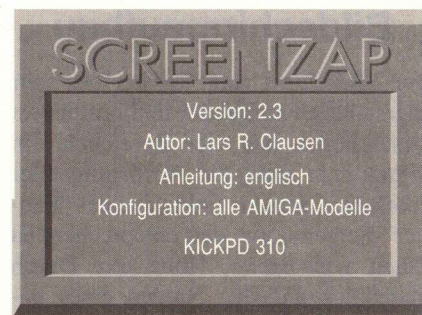 SCREENZAP
Version: 2.3
Autor: Lars R. Clausen
Anleitung: englisch
Konfiguration: alle AMIGA-Modelle
KICKPD 310